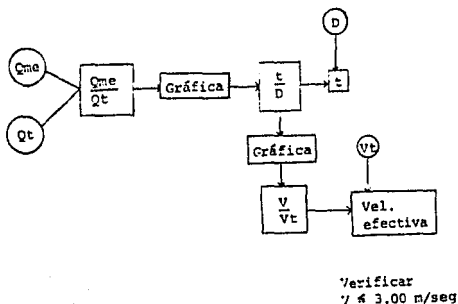 D
Qme
Qme
Qt
Gráfica
t
D
t
Qt
Gráfica
Vt
V
Vt
Vel.
efectiva
Verificar
V ≤ 3.00 m/seg